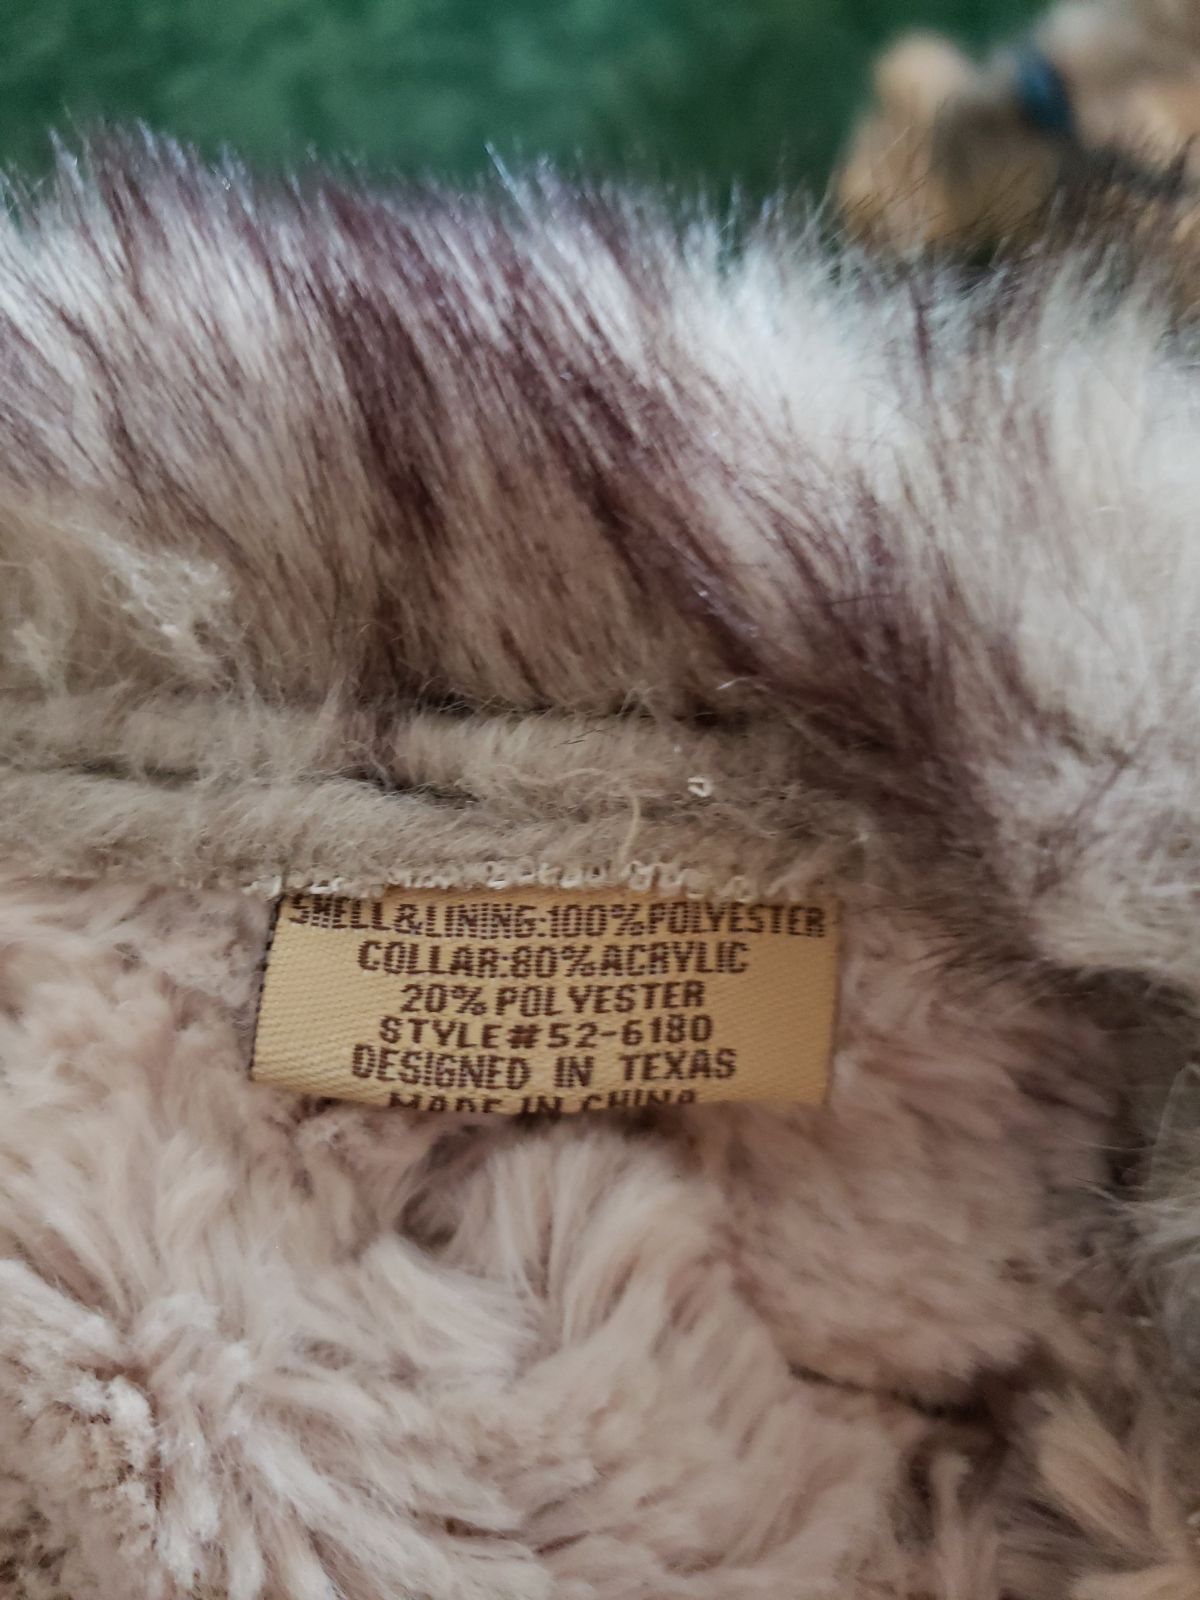 SHELL&LINING:100%POLYESTER
COLLAR:80%ACRYLIC
20%POLYESTER
STYLE#52-6180
DESIGNED IN TEXAS
MADE IN CHINA